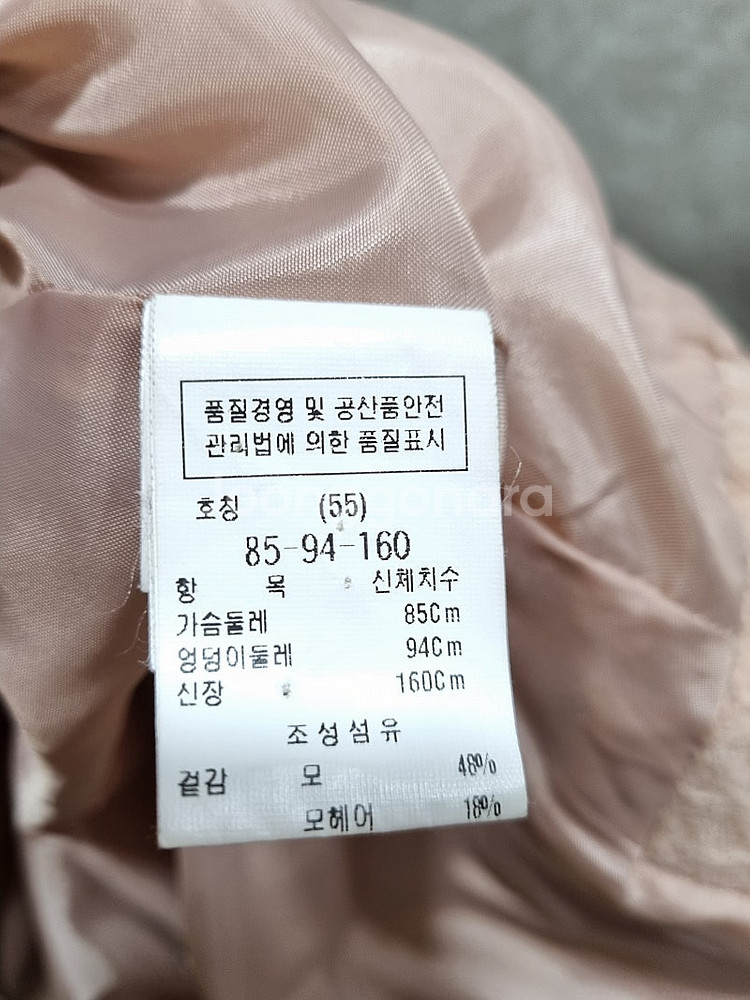 품질경영 및 공산품안전
관리법에 의한 품질표시
호칭 (55)
85-94-160
항 목 신체치수
가슴둘레 85Cm
엉덩이둘레 94Cm
신장 160Cm
조성섬유
겉감 모 48%
모헤어 18%